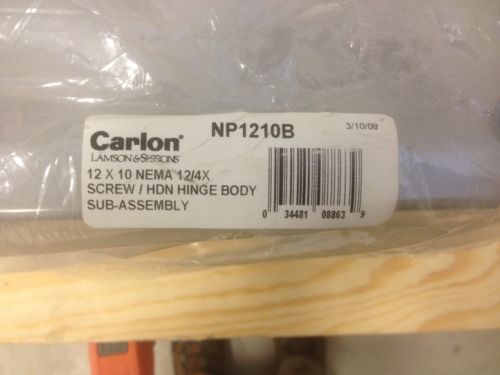 NP1210B
3/10/08
Carlon®
LAMSON & SESSIONS
12 X 10 NEMA 12/4X
SCREW / HDN HINGE BODY
SUB-ASSEMBLY
0 34481 08863 9